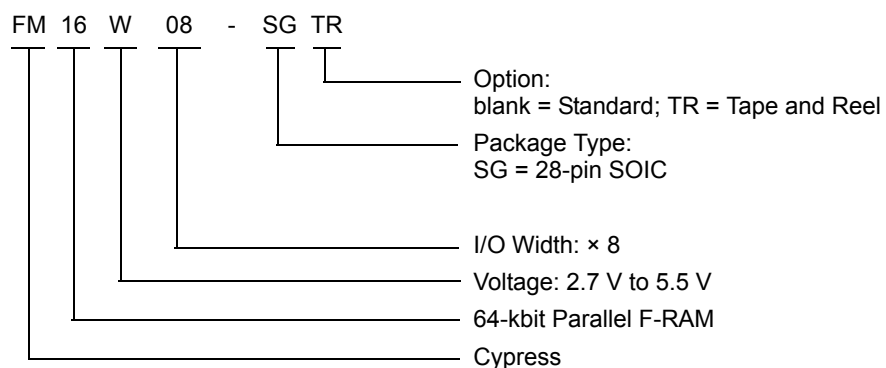 FM 16 W 08 - SG TR
Option:
blank = Standard; TR = Tape and Reel
Package Type:
SG = 28-pin SOIC
I/O Width: × 8
Voltage: 2.7 V to 5.5 V
64-kbit Parallel F-RAM
Cypress